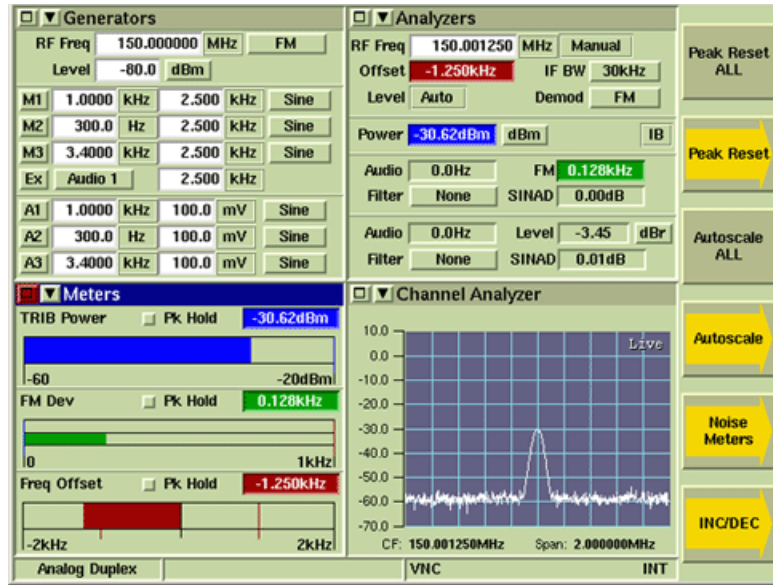 Generators
RF Freq 150.000000 MHz FM
Level -80.0 dBm
M1 1.0000 kHz 2.500 kHz Sine
M2 300.0 Hz 2.500 kHz Sine
M3 3.4000 kHz 2.500 kHz Sine
Ex Audio 1 2.500 kHz
A1 1.0000 kHz 100.0 mV Sine
A2 300.0 Hz 100.0 mV Sine
A3 3.4000 kHz 100.0 mV Sine
Analyzers
RF Freq 150.001250 MHz Manual
Offset -1.250kHz IF BW 30kHz
Level Auto Demod FM
Power -30.62dBm dBm IB
Audio 0.0Hz FM 0.128kHz
Filter None SINAD 0.00dB
Audio 0.0Hz Level -3.45 dBr
Filter None SINAD 0.01dB
Meters
TRIB Power Pk Hold -30.62dBm
-60 -20dBm
FM Dev Pk Hold 0.128kHz
0 1kHz
Freq Offset Pk Hold -1.250kHz
-2kHz 2kHz
Channel Analyzer
Live
10.0
0.0
-10.0
-20.0
-30.0
-40.0
-50.0
-60.0
-70.0
CF: 150.001250MHz Span: 2.000000MHz
Analog Duplex VNC INT
Peak Reset
ALL
Peak Reset
Autoscale
ALL
Autoscale
Noise
Meters
INC/DEC